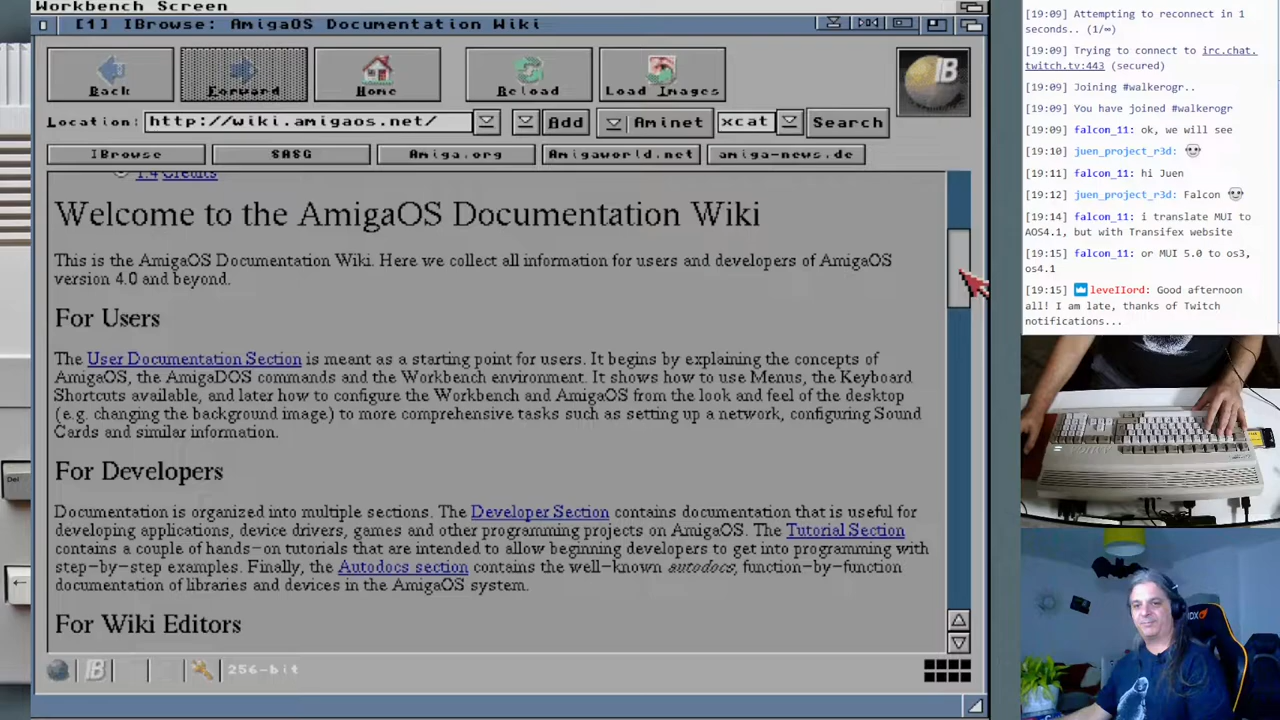 Workbench Screen
[1] IBrowse: AmigaOS Documentation Wiki
Back
Forward
Home
Reload
Load Images
IB
Location:
http://wiki.amigaos.net/
Add
Aminet
xcat
Search
IBrowse
SASG
Amiga.org
Amigaworld.net
amiga-news.de
1.4 Credits
Welcome to the AmigaOS Documentation Wiki
This is the AmigaOS Documentation Wiki. Here we collect all information for users and developers of AmigaOS
version 4.0 and beyond.
For Users
The User Documentation Section is meant as a starting point for users. It begins by explaining the concepts of
AmigaOS, the AmigaDOS commands and the Workbench environment. It shows how to use Menus, the Keyboard
Shortcuts available, and later how to configure the Workbench and AmigaOS from the look and feel of the desktop
(e.g. changing the background image) to more comprehensive tasks such as setting up a network, configuring Sound
Cards and similar information.
For Developers
Documentation is organized into multiple sections. The Developer Section contains documentation that is useful for
developing applications, device drivers, games and other programming projects on AmigaOS. The Tutorial Section
contains a couple of hands-on tutorials that are intended to allow beginning developers to get into programming with
step-by-step examples. Finally, the Autodocs section contains the well-known autodocs, function-by-function
documentation of libraries and devices in the AmigaOS system.
For Wiki Editors
256-bit
Del
[19:09] Attempting to reconnect in 1
seconds.. (1/∞)
[19:09] Trying to connect to irc.chat.
twitch.tv:443 (secured)
[19:09] Joining #walkerogr..
[19:09] You have joined #walkerogr
[19:09] falcon_11: ok, we will see
[19:10] juen_project_r3d:
[19:11] falcon_11: hi Juen
[19:12] juen_project_r3d: Falcon
[19:14] falcon_11: i translate MUI to
AOS4.1, but with Transifex website
[19:15] falcon_11: or MUI 5.0 to os3,
os4.1
[19:15] leveIIord: Good afternoon
all! I am late, thanks of Twitch
notifications...